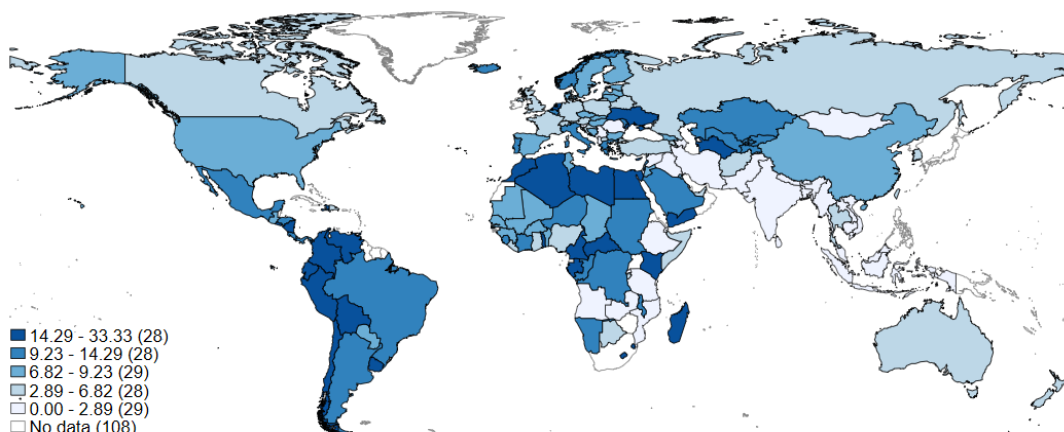 14.29 - 33.33 (28)
9.23 - 14.29 (28)
6.82 - 9.23 (29)
2.89 - 6.82 (28)
0.00 - 2.89 (29)
No data (108)